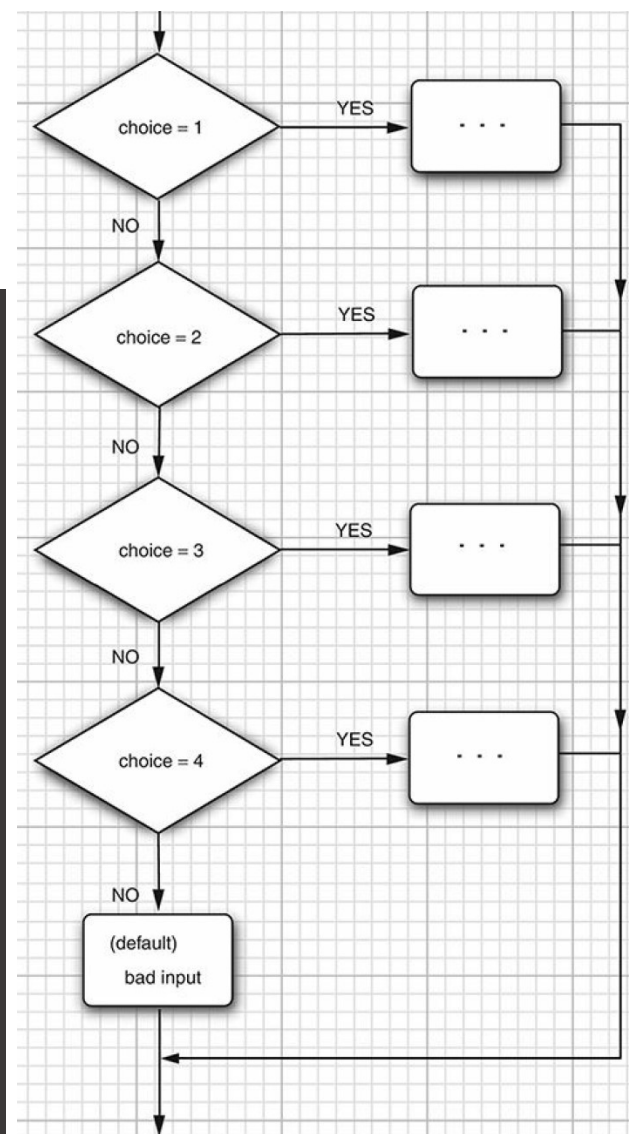 choice = 1
YES
. . .
NO
choice = 2
YES
. . .
NO
choice = 3
YES
. . .
NO
choice = 4
YES
. . .
NO
(default)
bad input